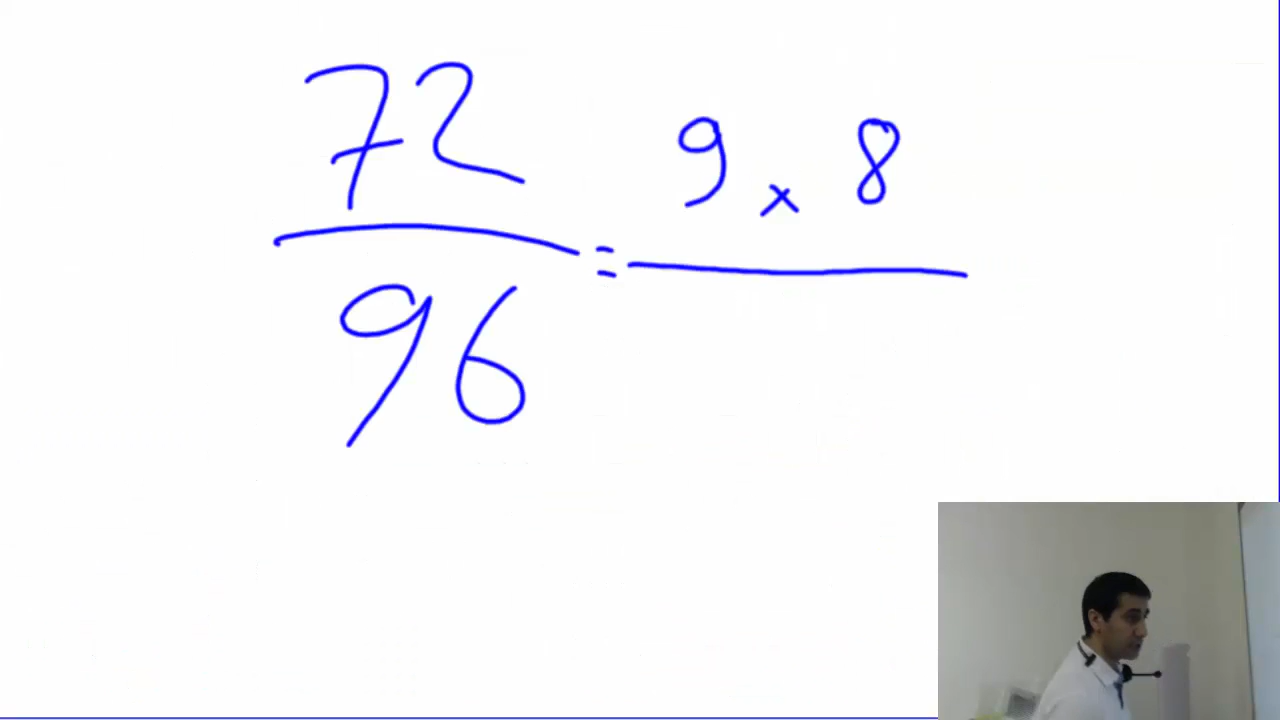 72/96 = 9 × 8/